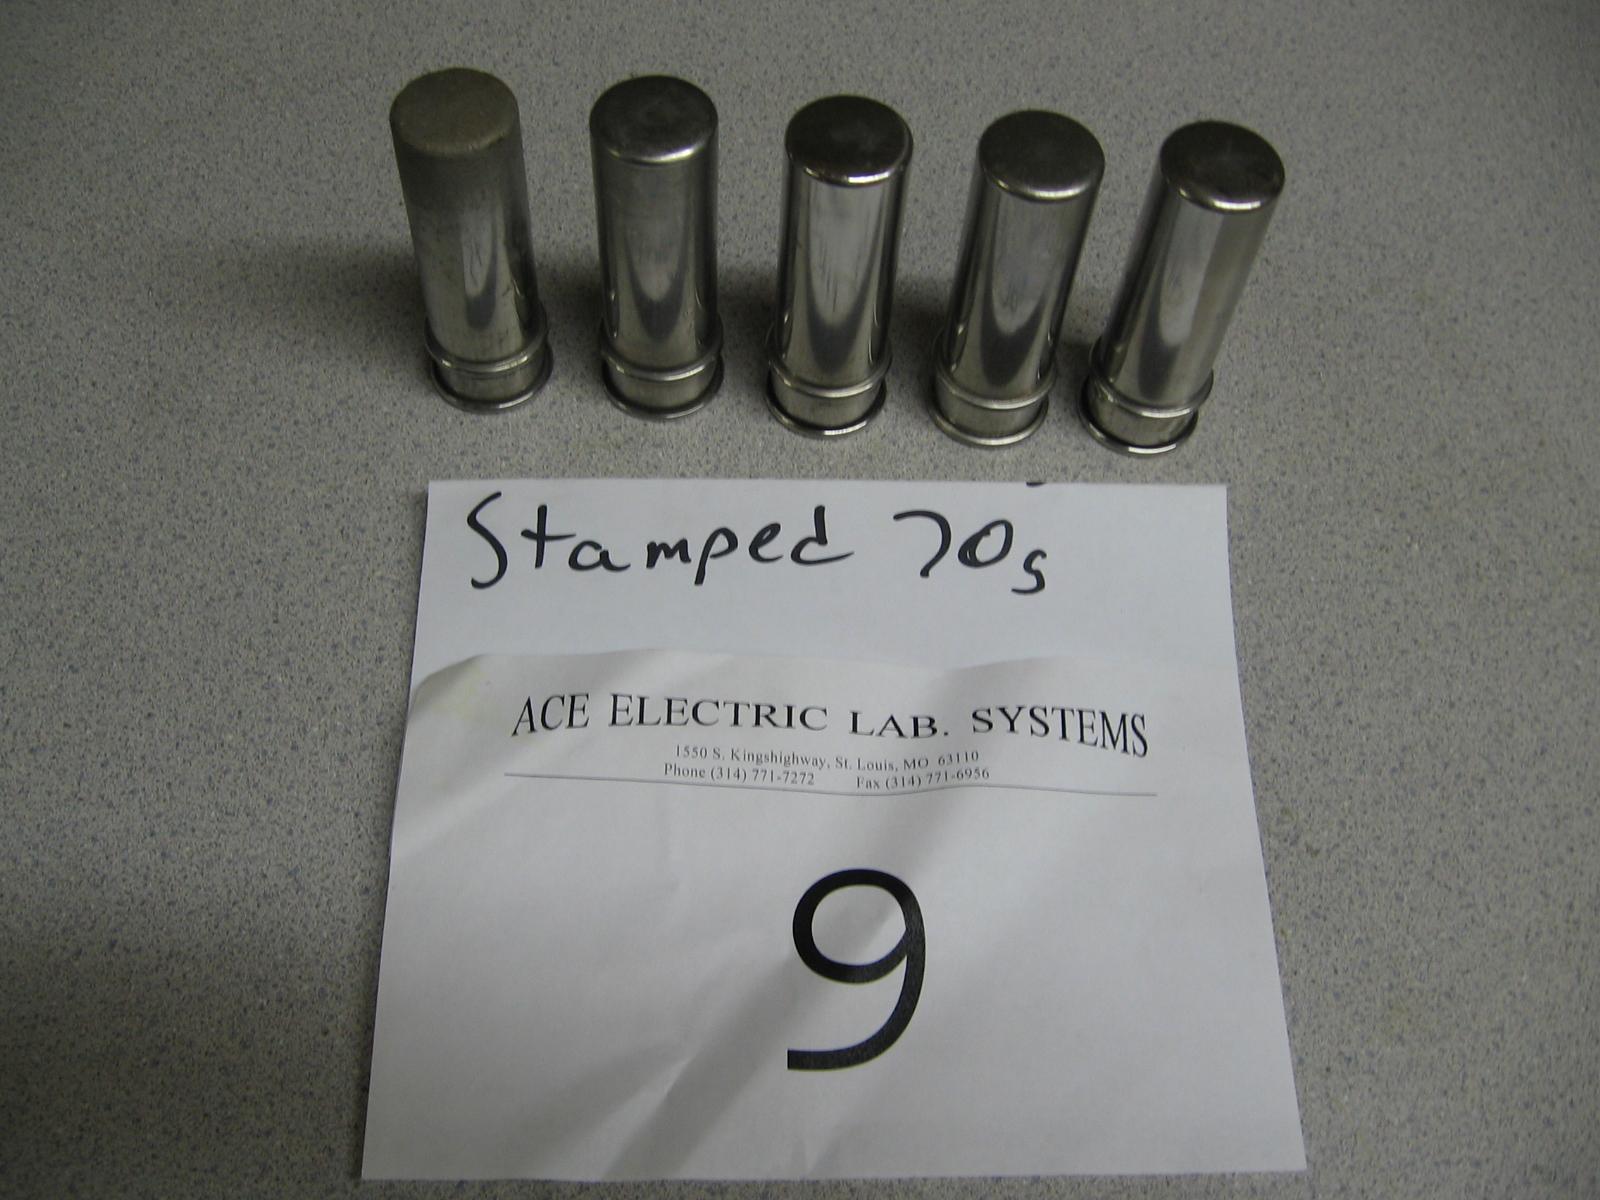 Stamped 70g
ACE ELECTRIC LAB. SYSTEMS
1550 S. Kingshighway, St. Louis, MO 63110
Phone (314) 771-7272 Fax (314) 771-6956
9